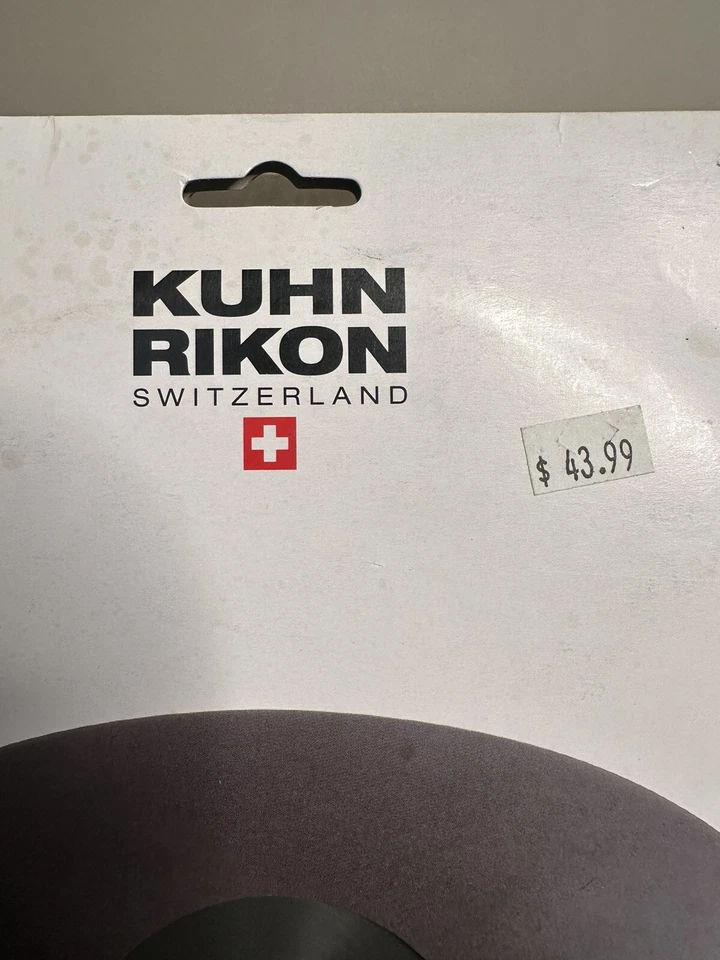 KUHN
RIKON
SWITZERLAND
$ 43.99